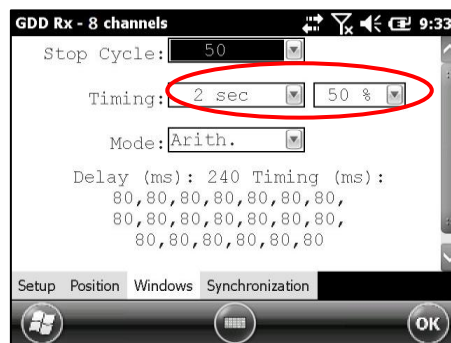 GDD Rx - 8 channels 9:33
Stop Cycle: 50
Timing: 2 sec 50 %
Mode: Arith.
Delay (ms): 240 Timing (ms):
80,80,80,80,80,80,80,
80,80,80,80,80,80,80,
80,80,80,80,80,80
Setup Position Windows Synchronization
OK